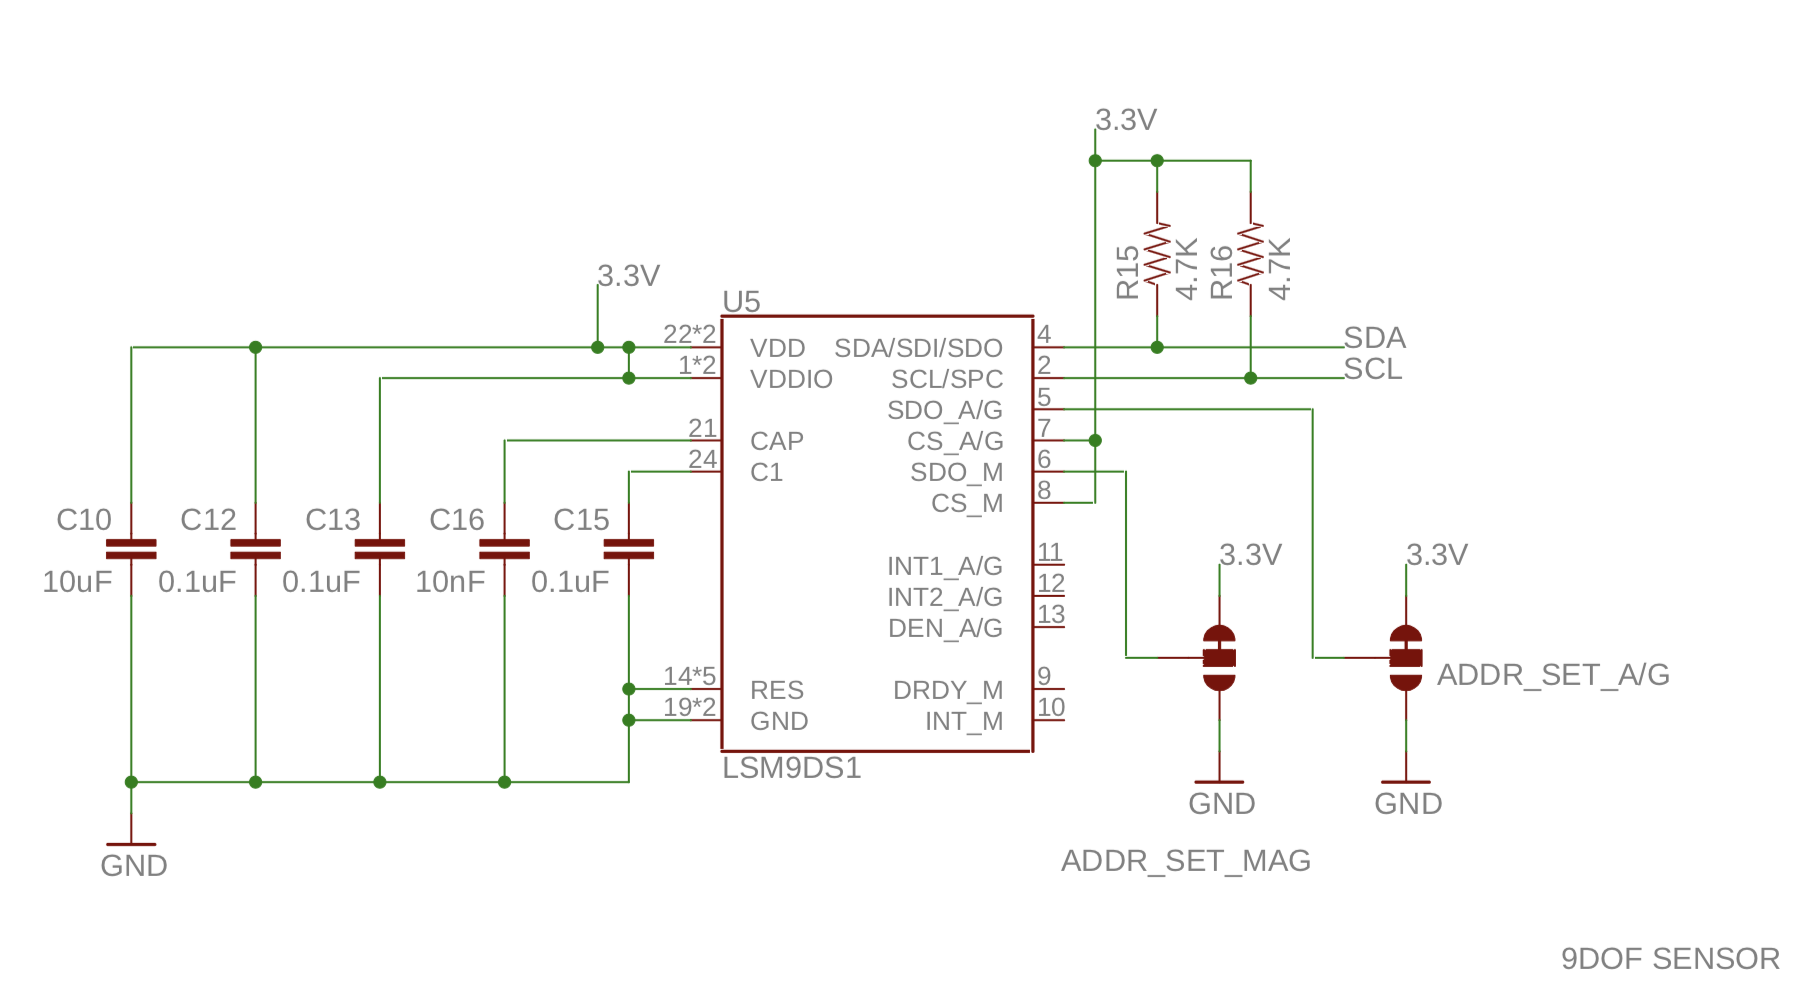 3.3V
R15
4.7K
R16
4.7K
3.3V
U5
22*2 VDD SDA/SDI/SDO 4 SDA
1*2 VDDIO SCL/SPC 2 SCL
SDO_A/G 5
21 CAP CS_A/G 7
24 C1 SDO_M 6
CS_M 8
C10 C12 C13 C16 C15
10uF 0.1uF 0.1uF 10nF 0.1uF
INT1_A/G 11
INT2_A/G 12
DEN_A/G 13
3.3V 3.3V
14*5 RES DRDY_M 9
19*2 GND INT_M 10
ADDR_SET_A/G
LSM9DS1
GND GND
GND
ADDR_SET_MAG
9DOF SENSOR